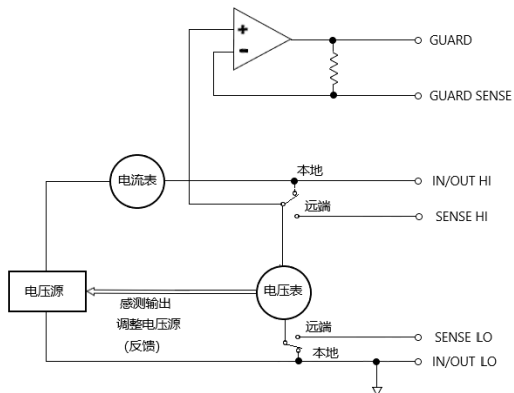 +
-
GUARD
GUARD SENSE
电流表
本地
IN/OUT HI
远端
SENSE HI
电压源
电压表
感测输出
调整电压源
(反馈)
远端
SENSE LO
本地
IN/OUT LO